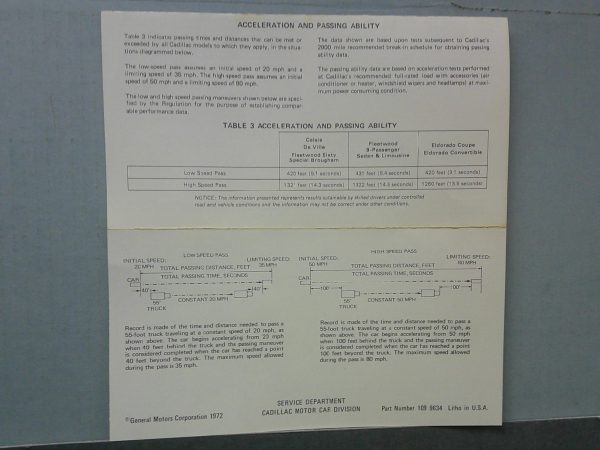 ACCELERATION AND PASSING ABILITY
Table 3 indicates passing times and distances that can be met or
exceeded by all Cadillac models to which they apply, in the situa-
tions diagrammed below.
The low-speed pass assumes an initial speed of 20 mph and a
limiting speed of 35 mph. The high-speed pass assumes an initial
speed of 50 mph and a limiting speed of 80 mph.
The low and high speed passing maneuvers shown below are speci-
fied by the Regulation for the purpose of establishing compar-
able performance data.
The data shown are based upon tests subsequent to Cadillac's
2000 mile recommended break-in schedule for obtaining passing
ability data.
The passing ability data are based on acceleration tests performed
at Cadillac's recommended full-rated load with accessories (air
conditioner or heater, windshield wipers and headlamps) at maxi-
mum power consuming condition.
TABLE 3 ACCELERATION AND PASSING ABILITY
Calais
De Ville
Fleetwood Sixty
Special Brougham
Fleetwood
9-Passenger
Sedan & Limousine
Eldorado Coupe
Eldorado Convertible
Low Speed Pass
420 feet (9.1 seconds)
431 feet (9.4 seconds)
420 feet (9.1 seconds)
High Speed Pass
(14.3 seconds)
1322 feet (14.3 seconds)
1260 feet
NOTICE: The information presented represents results obtainable by skilled drivers under controlled
road and vehicle conditions and the information may not be correct under other conditions.
LOW SPEED PASS
INITIAL SPEED:
20 MPH
LIMITING SPEED:
35 MPH
TOTAL PASSING DISTANCE, FEET
TOTAL PASSING TIME, SECONDS
CAR
40'
40'
CONSTANT 20 MPH
55'
TRUCK
HIGH SPEED PASS
INITIAL SPEED:
50 MPH
LIMITING SPEED:
80 MPH
TOTAL PASSING DISTANCE, FEET
TOTAL PASSING TIME, SECONDS
CAR
100'
100'
CONSTANT 50 MPH
55'
TRUCK
Record is made of the time and distance needed to pass a
55-foot truck traveling at a constant speed of 20 mph, as
shown above. The car begins accelerating from 20 mph
when 40 feet behind the truck and the passing maneuver
is considered completed when the car has reached a point
40 feet beyond the truck. The maximum speed allowed
during the pass is 35 mph.
Record is made of the time and distance needed to pass a
55-foot truck traveling at a constant speed of 50 mph, as
shown above. The car begins accelerating from 50 mph
when 100 feet behind the truck and the passing maneuver
is considered completed when the car has reached a point
100 feet beyond the truck. The maximum speed allowed
during the pass is 80 mph.
©General Motors Corporation 1972
SERVICE DEPARTMENT
CADILLAC MOTOR CAR DIVISION
Part Number 109 9634 Litho in U.S.A.